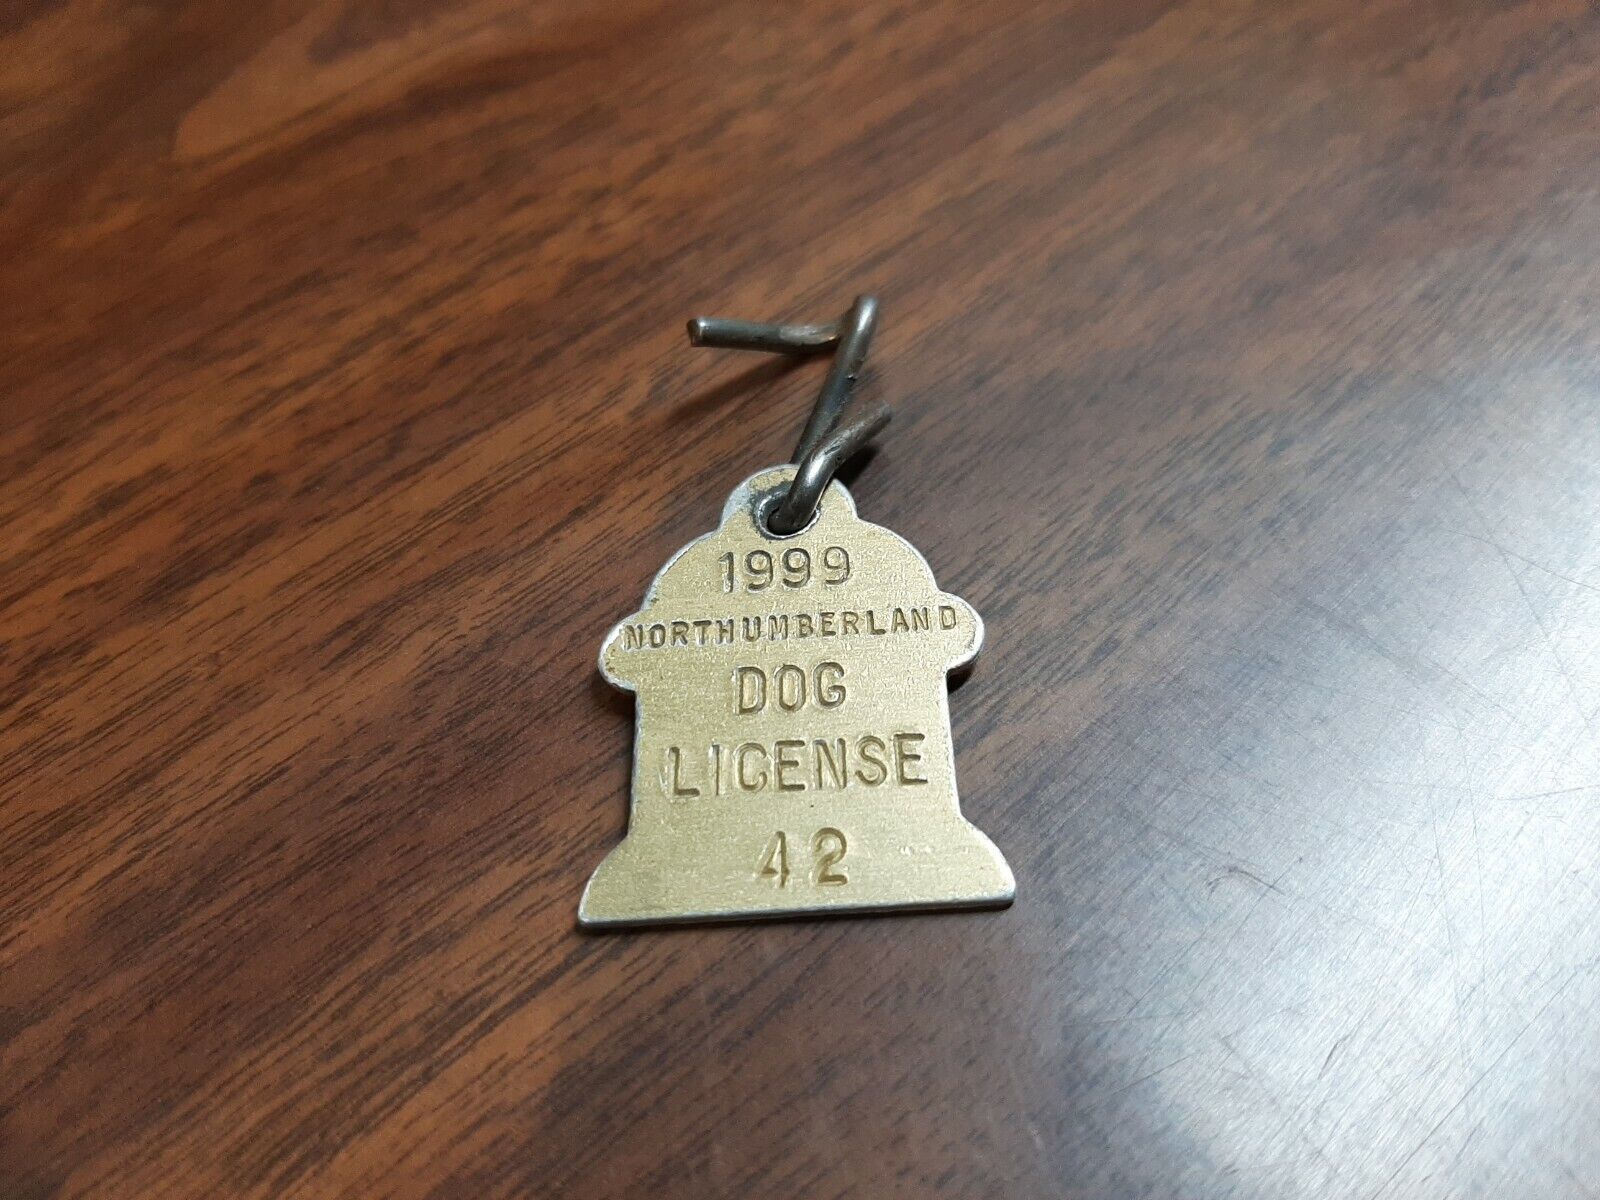 1999
NORTHUMBERLAND
DOG
LICENSE
42